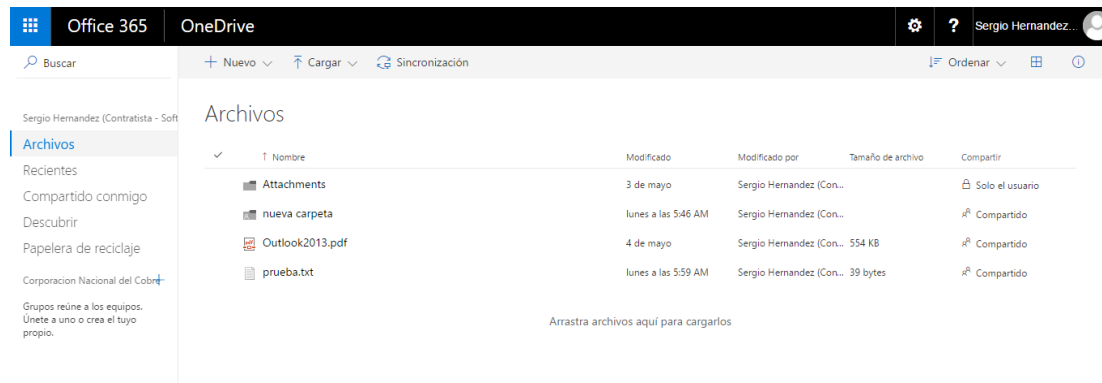 Office 365 OneDrive ? Sergio Hernandez...
Buscar Nuevo Cargar Sincronización Ordenar
Sergio Hernandez (Contratista - Soft
Archivos
Recientes
Compartido conmigo
Descubrir
Papelera de reciclaje
Corporacion Nacional del Cobre
Grupos reúne a los equipos.
Únete a uno o crea el tuyo
propio.
Archivos
Nombre Modificado Modificado por Tamaño de archivo Compartir
Attachments 3 de mayo Sergio Hernandez (Con... Solo el usuario
nueva carpeta lunes a las 5:46 AM Sergio Hernandez (Con... Compartido
Outlook2013.pdf 4 de mayo Sergio Hernandez (Con... 554 KB Compartido
prueba.txt lunes a las 5:59 AM Sergio Hernandez (Con... 39 bytes Compartido
Arrastra archivos aquí para cargarlos